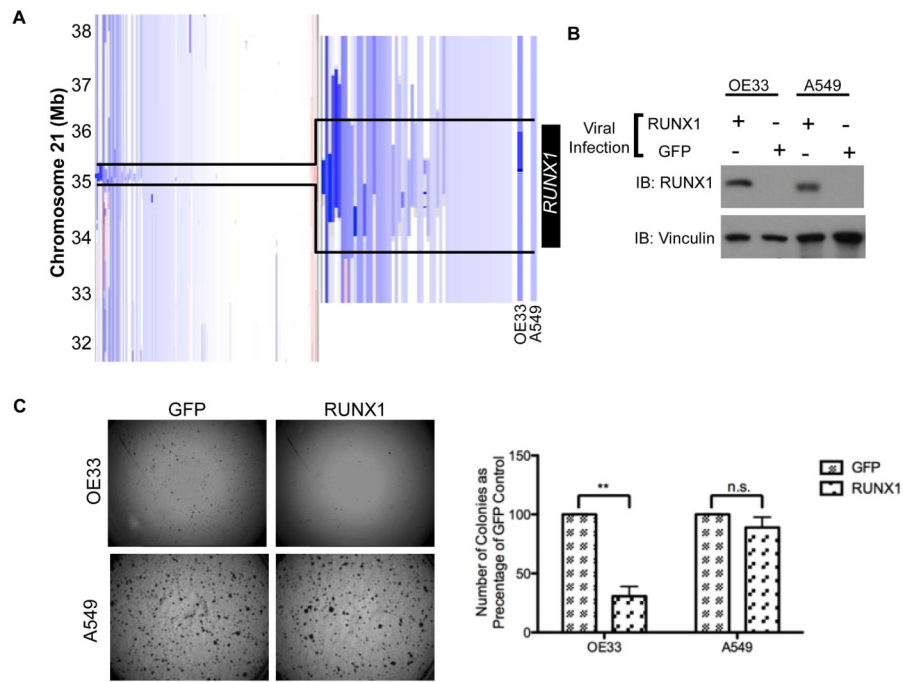 A
Chromosome 21 (Mb)
38
37
36
35
34
33
32
RUNX1
OE33
A549
B
OE33 A549
Viral Infection
RUNX1 + - + -
GFP - + - +
IB: RUNX1
IB: Vinculin
C
GFP RUNX1
OE33
A549
Number of Colonies as
Precentage of GFP Control
150
100
50
0
**
n.s.
OE33 A549
GFP
RUNX1